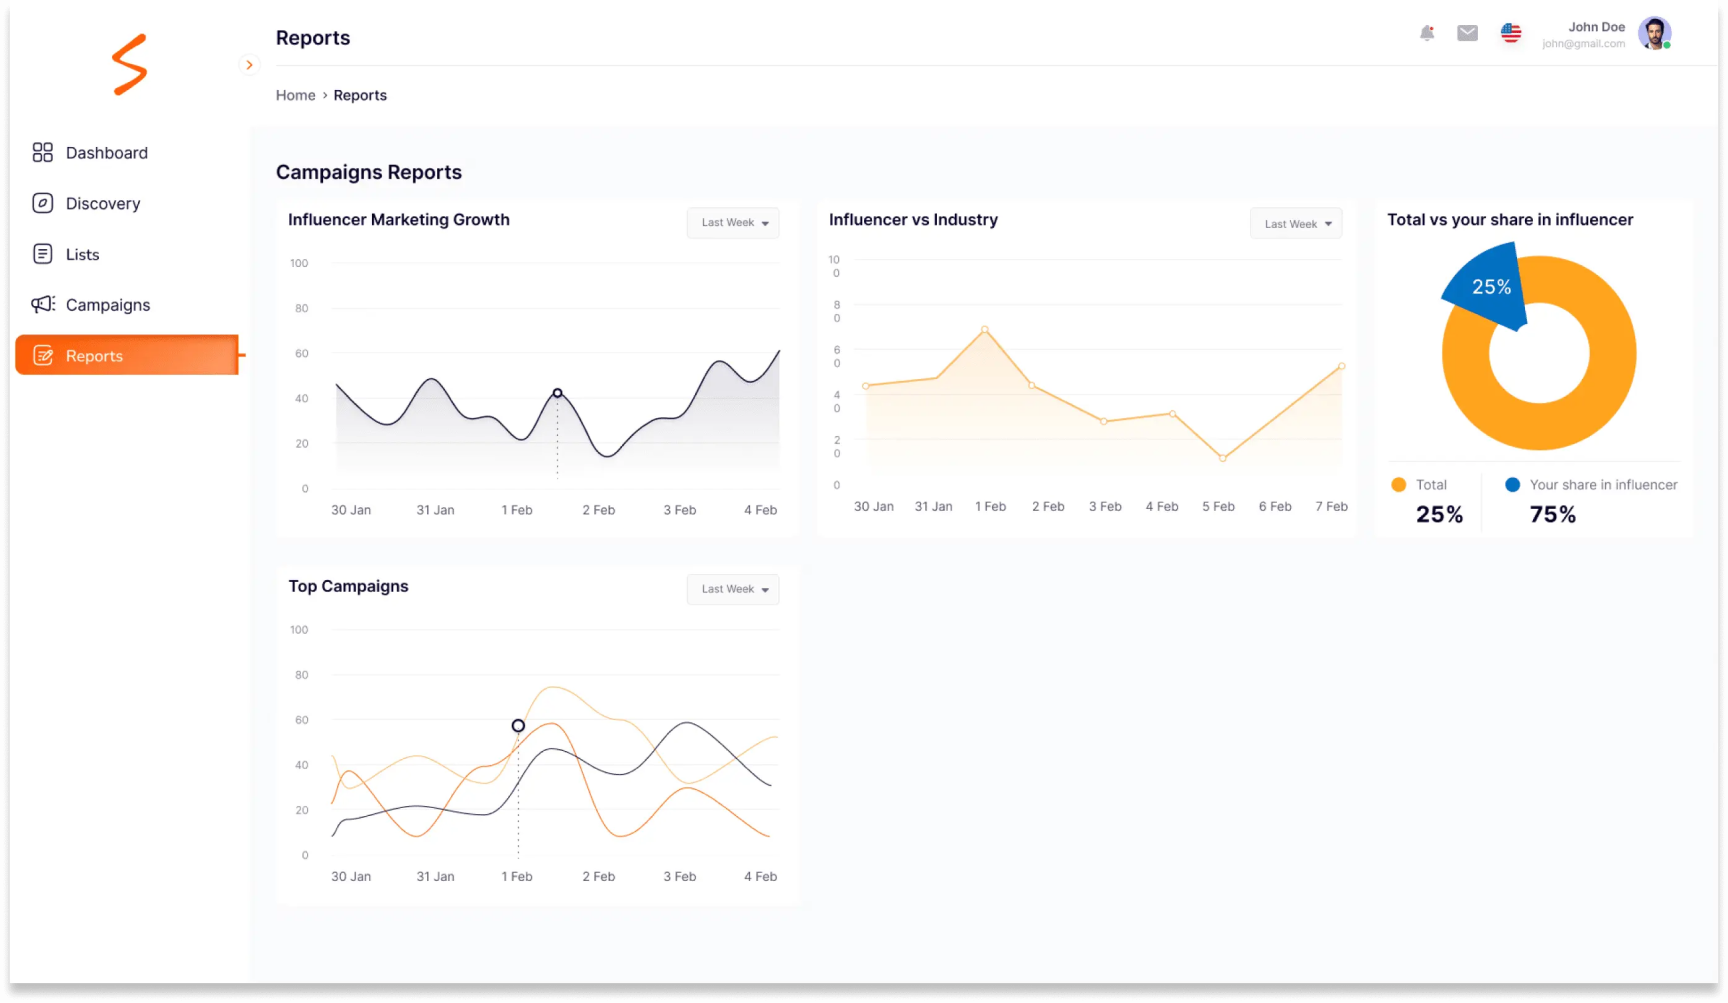 Reports
John Doe
john@gmail.com
Home › Reports
Dashboard
Discovery
Lists
Campaigns
Reports
Campaigns Reports
Influencer Marketing Growth
Last Week
100
80
60
40
20
0
30 Jan 31 Jan 1 Feb 2 Feb 3 Feb 4 Feb
Influencer vs Industry
Last Week
10
0
8
0
6
0
4
0
2
0
0
30 Jan 31 Jan 1 Feb 2 Feb 3 Feb 4 Feb 5 Feb 6 Feb 7 Feb
Total vs your share in influencer
25%
Total
25%
Your share in influencer
75%
Top Campaigns
Last Week
100
80
60
40
20
0
30 Jan 31 Jan 1 Feb 2 Feb 3 Feb 4 Feb